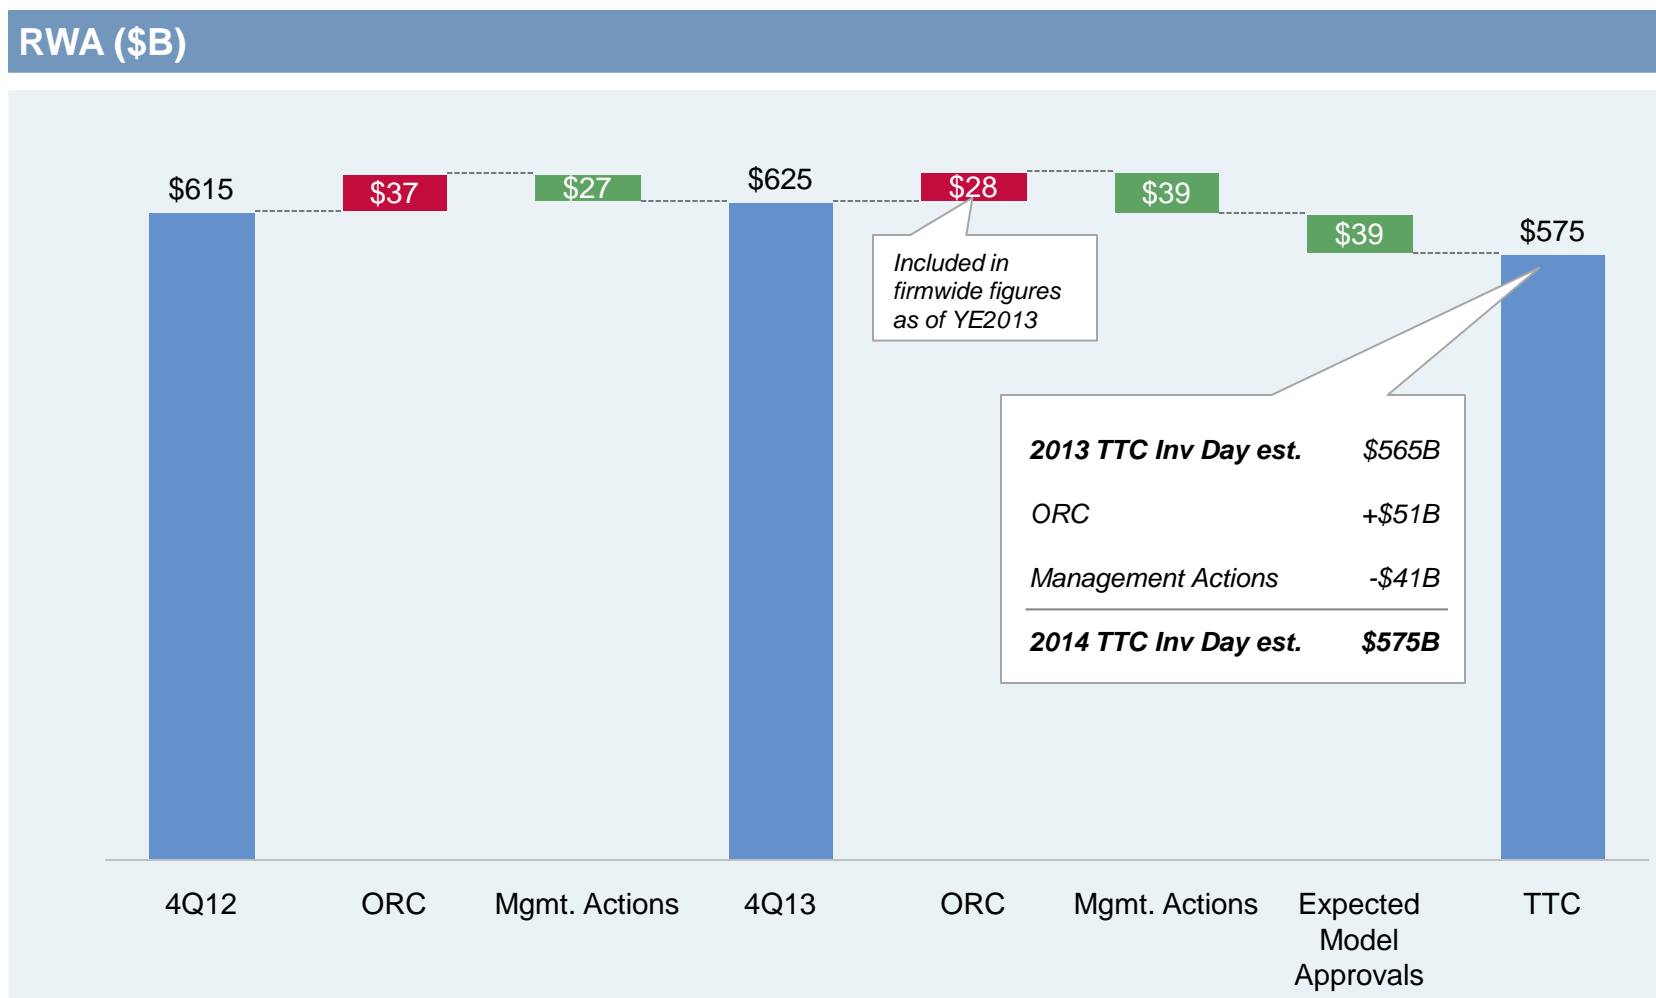 RWA ($B)
$615
$37
$27
$625
$28
$39
$39
$575
Included in
firmwide figures
as of YE2013
2013 TTC Inv Day est. $565B
ORC +$51B
Management Actions -$41B
2014 TTC Inv Day est. $575B
4Q12 ORC Mgmt. Actions 4Q13 ORC Mgmt. Actions Expected TTC
Model
Approvals